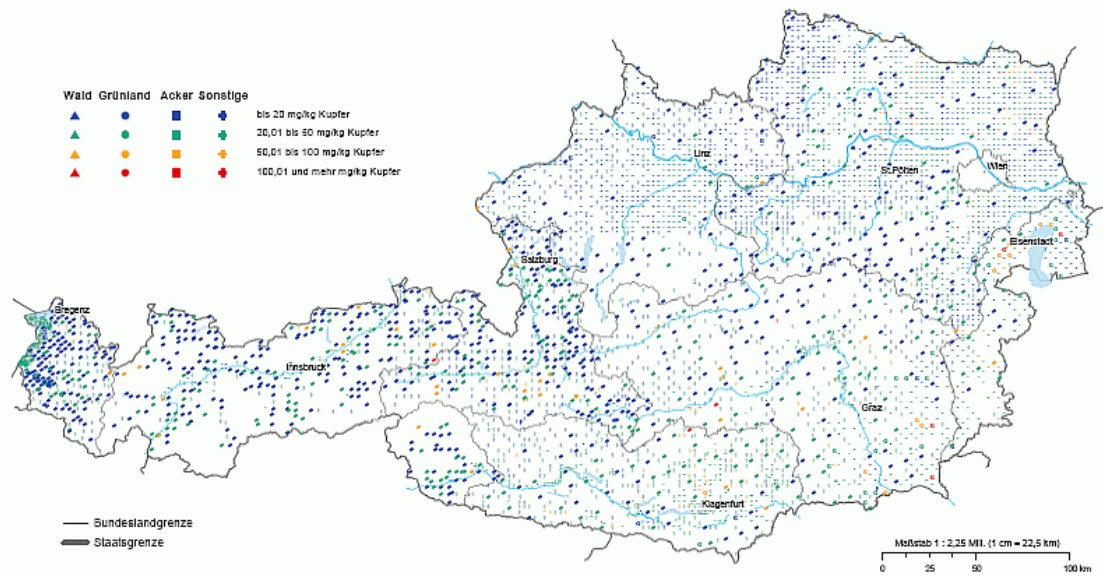 Wald Grünland Acker Sonstige
bis 20 mg/kg Kupfer
20,01 bis 50 mg/kg Kupfer
50,01 bis 100 mg/kg Kupfer
100,01 und mehr mg/kg Kupfer
Linz
St.Pölten
Wien
Eisenstadt
Salzburg
Bregenz
Innsbruck
Graz
Klagenfurt
Bundeslandgrenze
Staatsgrenze
Maßstab 1 : 2,25 Mill. (1 cm = 22,5 km)
0 25 50 100 km